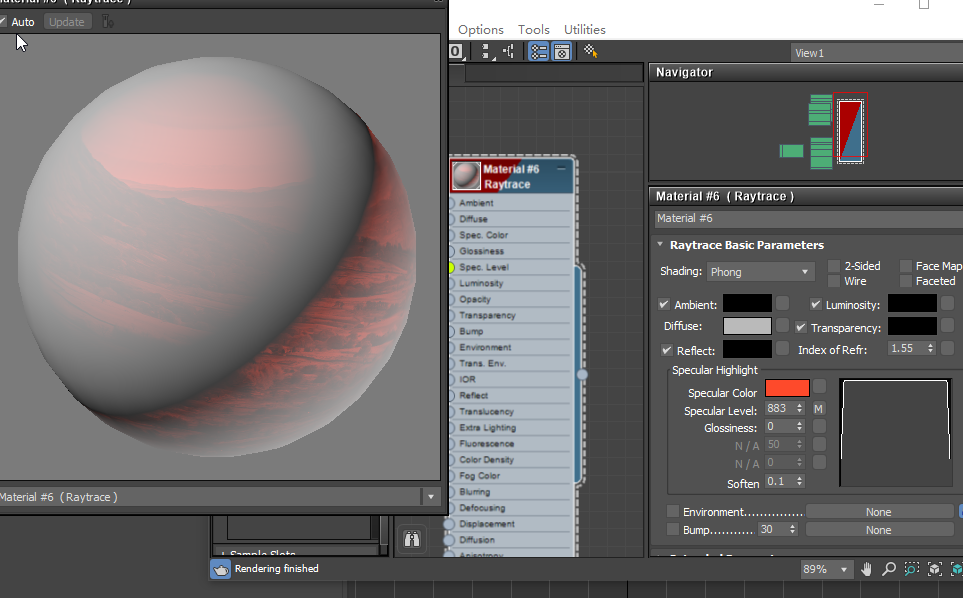 Material #6 ( Raytrace )
Auto
Update
Options Tools Utilities
0
View1
Navigator
Material #6
Raytrace
Ambient
Diffuse
Spec. Color
Glossiness
Spec. Level
Luminosity
Opacity
Transparency
Bump
Environment
Trans. Env.
IOR
Reflect
Translucency
Extra Lighting
Fluorescence
Color Density
Fog Color
Blurring
Defocusing
Displacement
Diffusion
Anisotropy
Material #6 ( Raytrace )
Material #6
Raytrace Basic Parameters
Shading: Phong
2-Sided
Face Map
Wire
Faceted
Ambient:
Luminosity:
Diffuse:
Transparency:
Reflect:
Index of Refr: 1.55
Specular Highlight
Specular Color
Specular Level: 883 M
Glossiness: 0
N / A 50
N / A 0
Soften 0.1
Environment............... None
Bump........... 30 None
Material #6 ( Raytrace )
Sample Slots
Rendering finished
89%